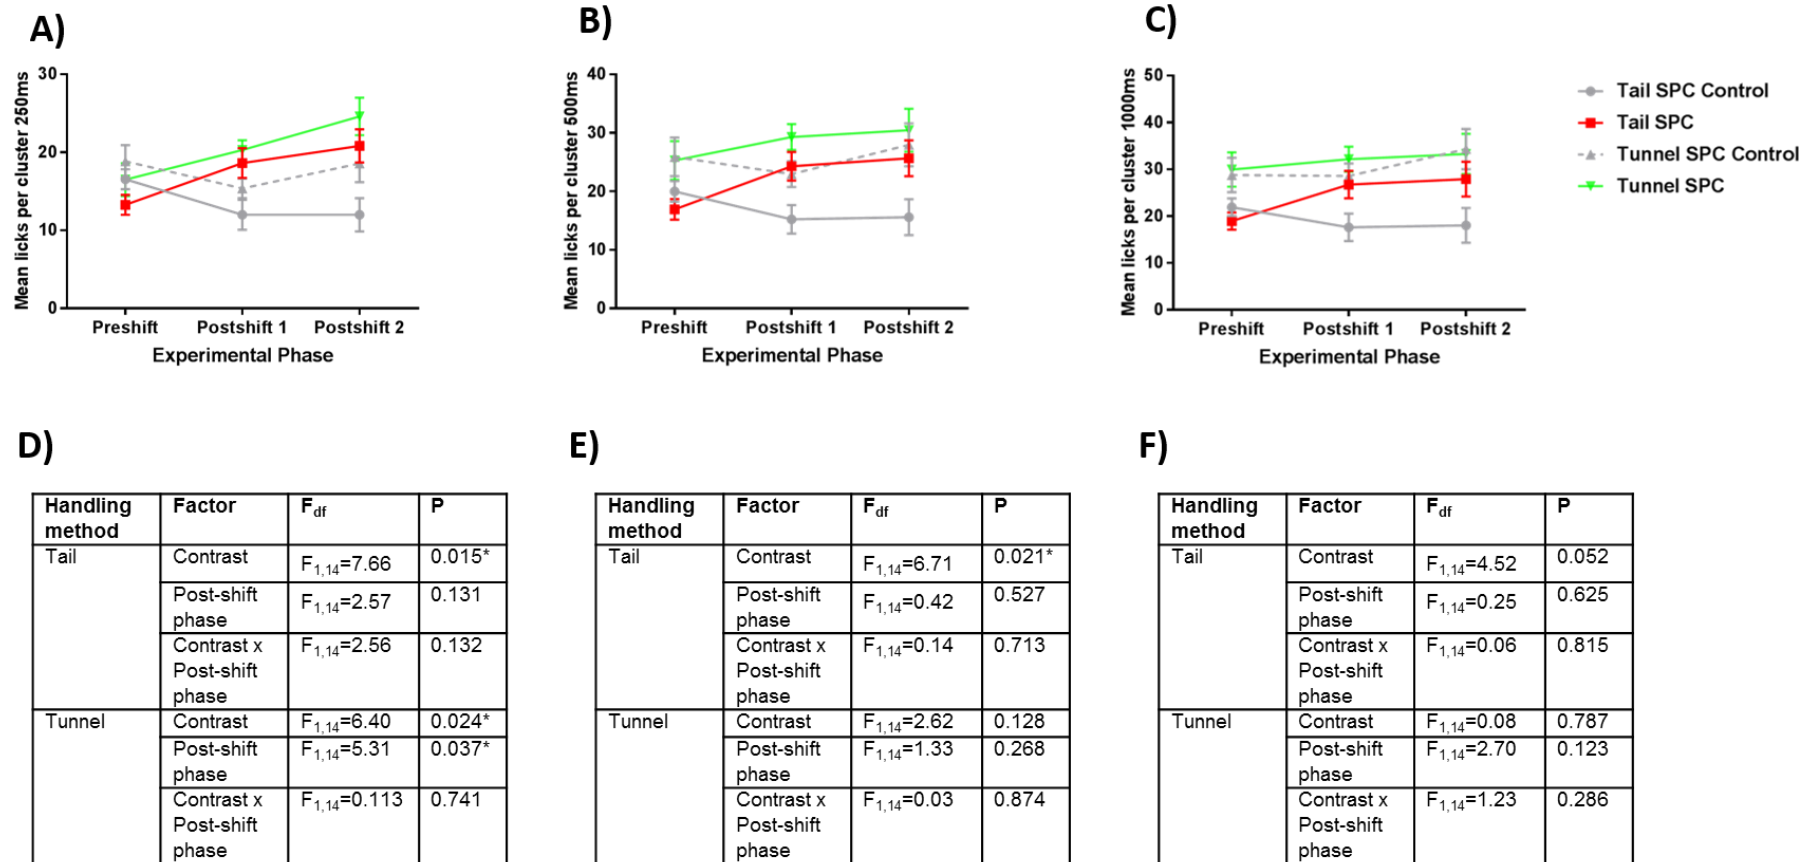 A)
Mean licks per cluster 250ms
30
20
10
0
Preshift
Postshift 1
Postshift 2
Experimental Phase
B)
Mean licks per cluster 500ms
40
30
20
10
0
Preshift
Postshift 1
Postshift 2
Experimental Phase
C)
Mean licks per cluster 1000ms
50
40
30
20
10
0
Preshift
Postshift 1
Postshift 2
Experimental Phase
Tail SPC Control
Tail SPC
Tunnel SPC Control
Tunnel SPC
D)
Handling
method
Factor
Fdf
P
Tail
Contrast
F1,14=7.66
0.015*
Post-shift
phase
F1,14=2.57
0.131
Contrast x
Post-shift
phase
F1,14=2.56
0.132
Tunnel
Contrast
F1,14=6.40
0.024*
Post-shift
phase
F1,14=5.31
0.037*
Contrast x
Post-shift
phase
F1,14=0.113
0.741
E)
Handling
method
Factor
Fdf
P
Tail
Contrast
F1,14=6.71
0.021*
Post-shift
phase
F1,14=0.42
0.527
Contrast x
Post-shift
phase
F1,14=0.14
0.713
Tunnel
Contrast
F1,14=2.62
0.128
Post-shift
phase
F1,14=1.33
0.268
Contrast x
Post-shift
phase
F1,14=0.03
0.874
F)
Handling
method
Factor
Fdf
P
Tail
Contrast
F1,14=4.52
0.052
Post-shift
phase
F1,14=0.25
0.625
Contrast x
Post-shift
phase
F1,14=0.06
0.815
Tunnel
Contrast
F1,14=0.08
0.787
Post-shift
phase
F1,14=2.70
0.123
Contrast x
Post-shift
phase
F1,14=1.23
0.286